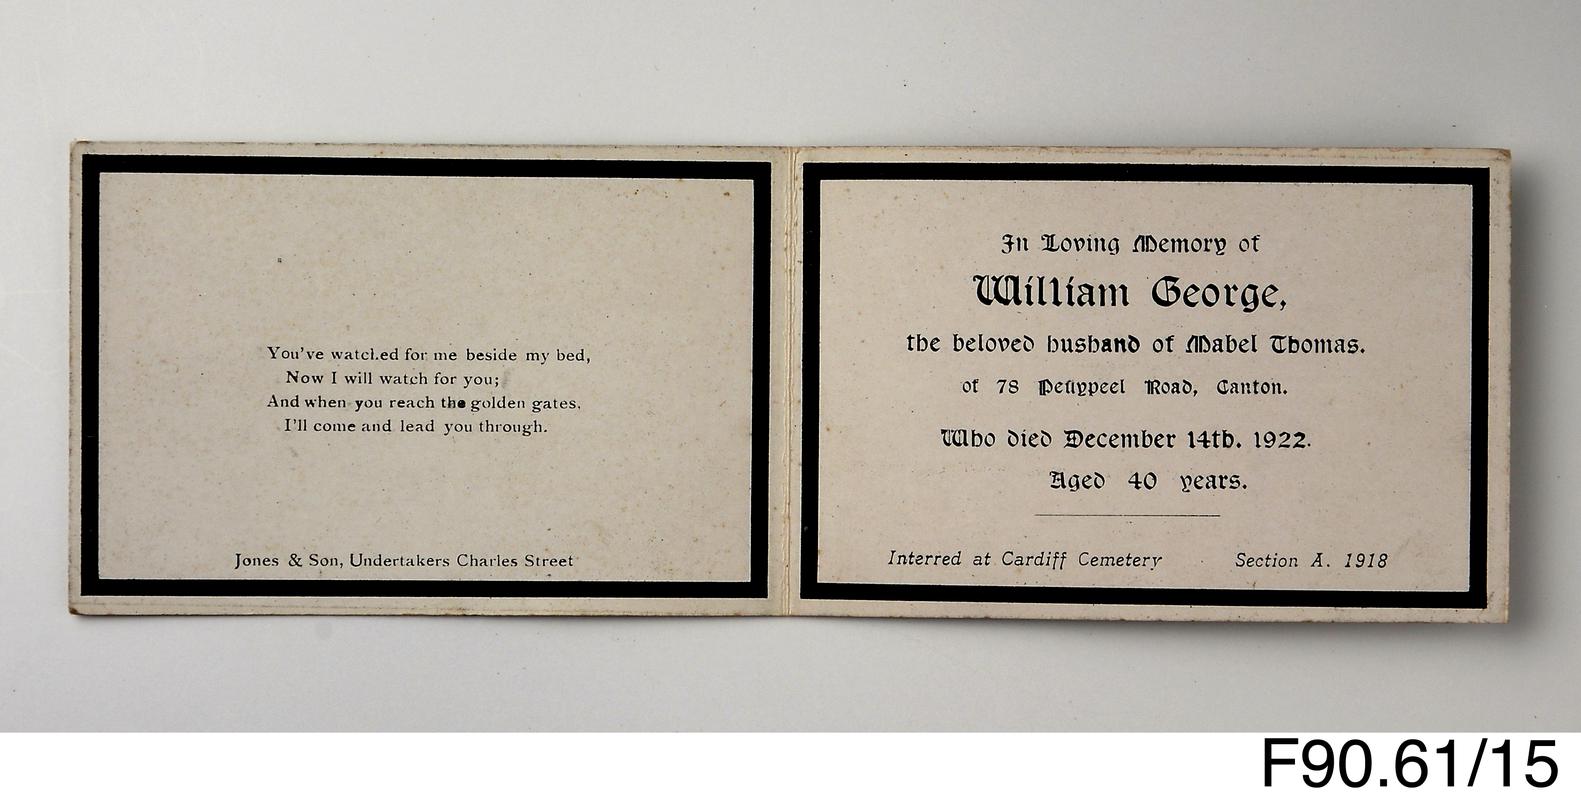 You've watched for me beside my bed,
Now I will watch for you;
And when you reach the golden gates,
I'll come and lead you through.
Jones & Son, Undertakers Charles Street
In Loving Memory of
William George,
the beloved husband of Mabel Thomas.
of 78 Pengpeel Road, Canton.
Who died December 14th. 1922.
Aged 40 years.
Interred at Cardiff Cemetery Section A. 1918
F90.61/15